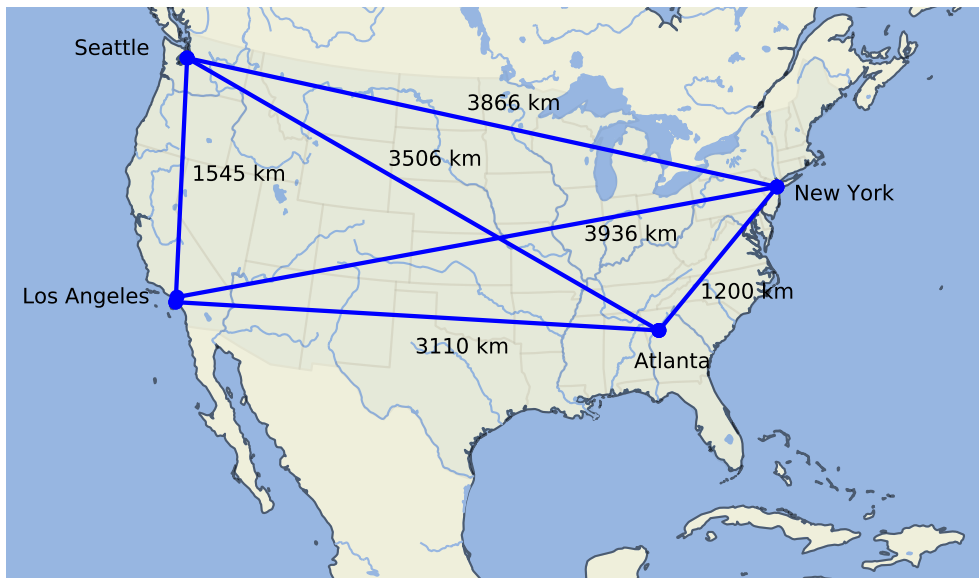 Seattle
3866 km
3506 km
1545 km
New York
3936 km
1200 km
Los Angeles
3110 km
Atlanta